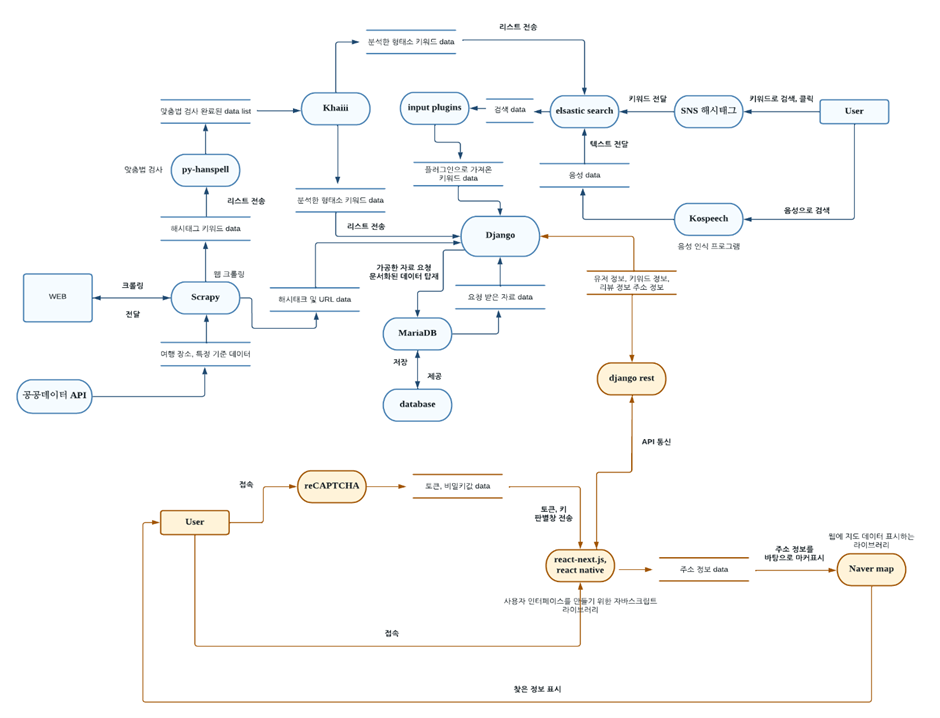 리스트 전송
분석한 형태소 키워드 data
맞춤법 검사 완료된 data list
Khaiii
input plugins
검색 data
elsastic search
키워드 전달
SNS 해시태그
키워드로 검색, 클릭
User
텍스트 전달
맞춤법 검사
py-hanspell
플러그인으로 가져온
키워드 data
음성 data
리스트 전송
분석한 형태소 키워드 data
음성으로 검색
Kospeech
해시태그 키워드 data
리스트 전송
Django
음성 인식 프로그램
가공한 자료 요청
문서화된 데이터 탑재
웹 크롤링
유저 정보, 키워드 정보,
리뷰 정보 주소 정보
크롤링
WEB
Scrapy
해시태크 및 URL data
요청 받은 자료 data
전달
MariaDB
여행 장소, 특정 기준 데이터
저장
제공
django rest
공공데이터 API
database
API 통신
접속
reCAPTCHA
토큰, 비밀키값 data
토큰, 키
판별창 전송
User
웹에 지도 데이터 표시하는
라이브러리
주소 정보를
바탕으로 마커표시
react-next.js,
react native
주소 정보 data
Naver map
사용자 인터페이스를 만들기 위한 자바스크립트
라이브러리
접속
찾은 정보 표시